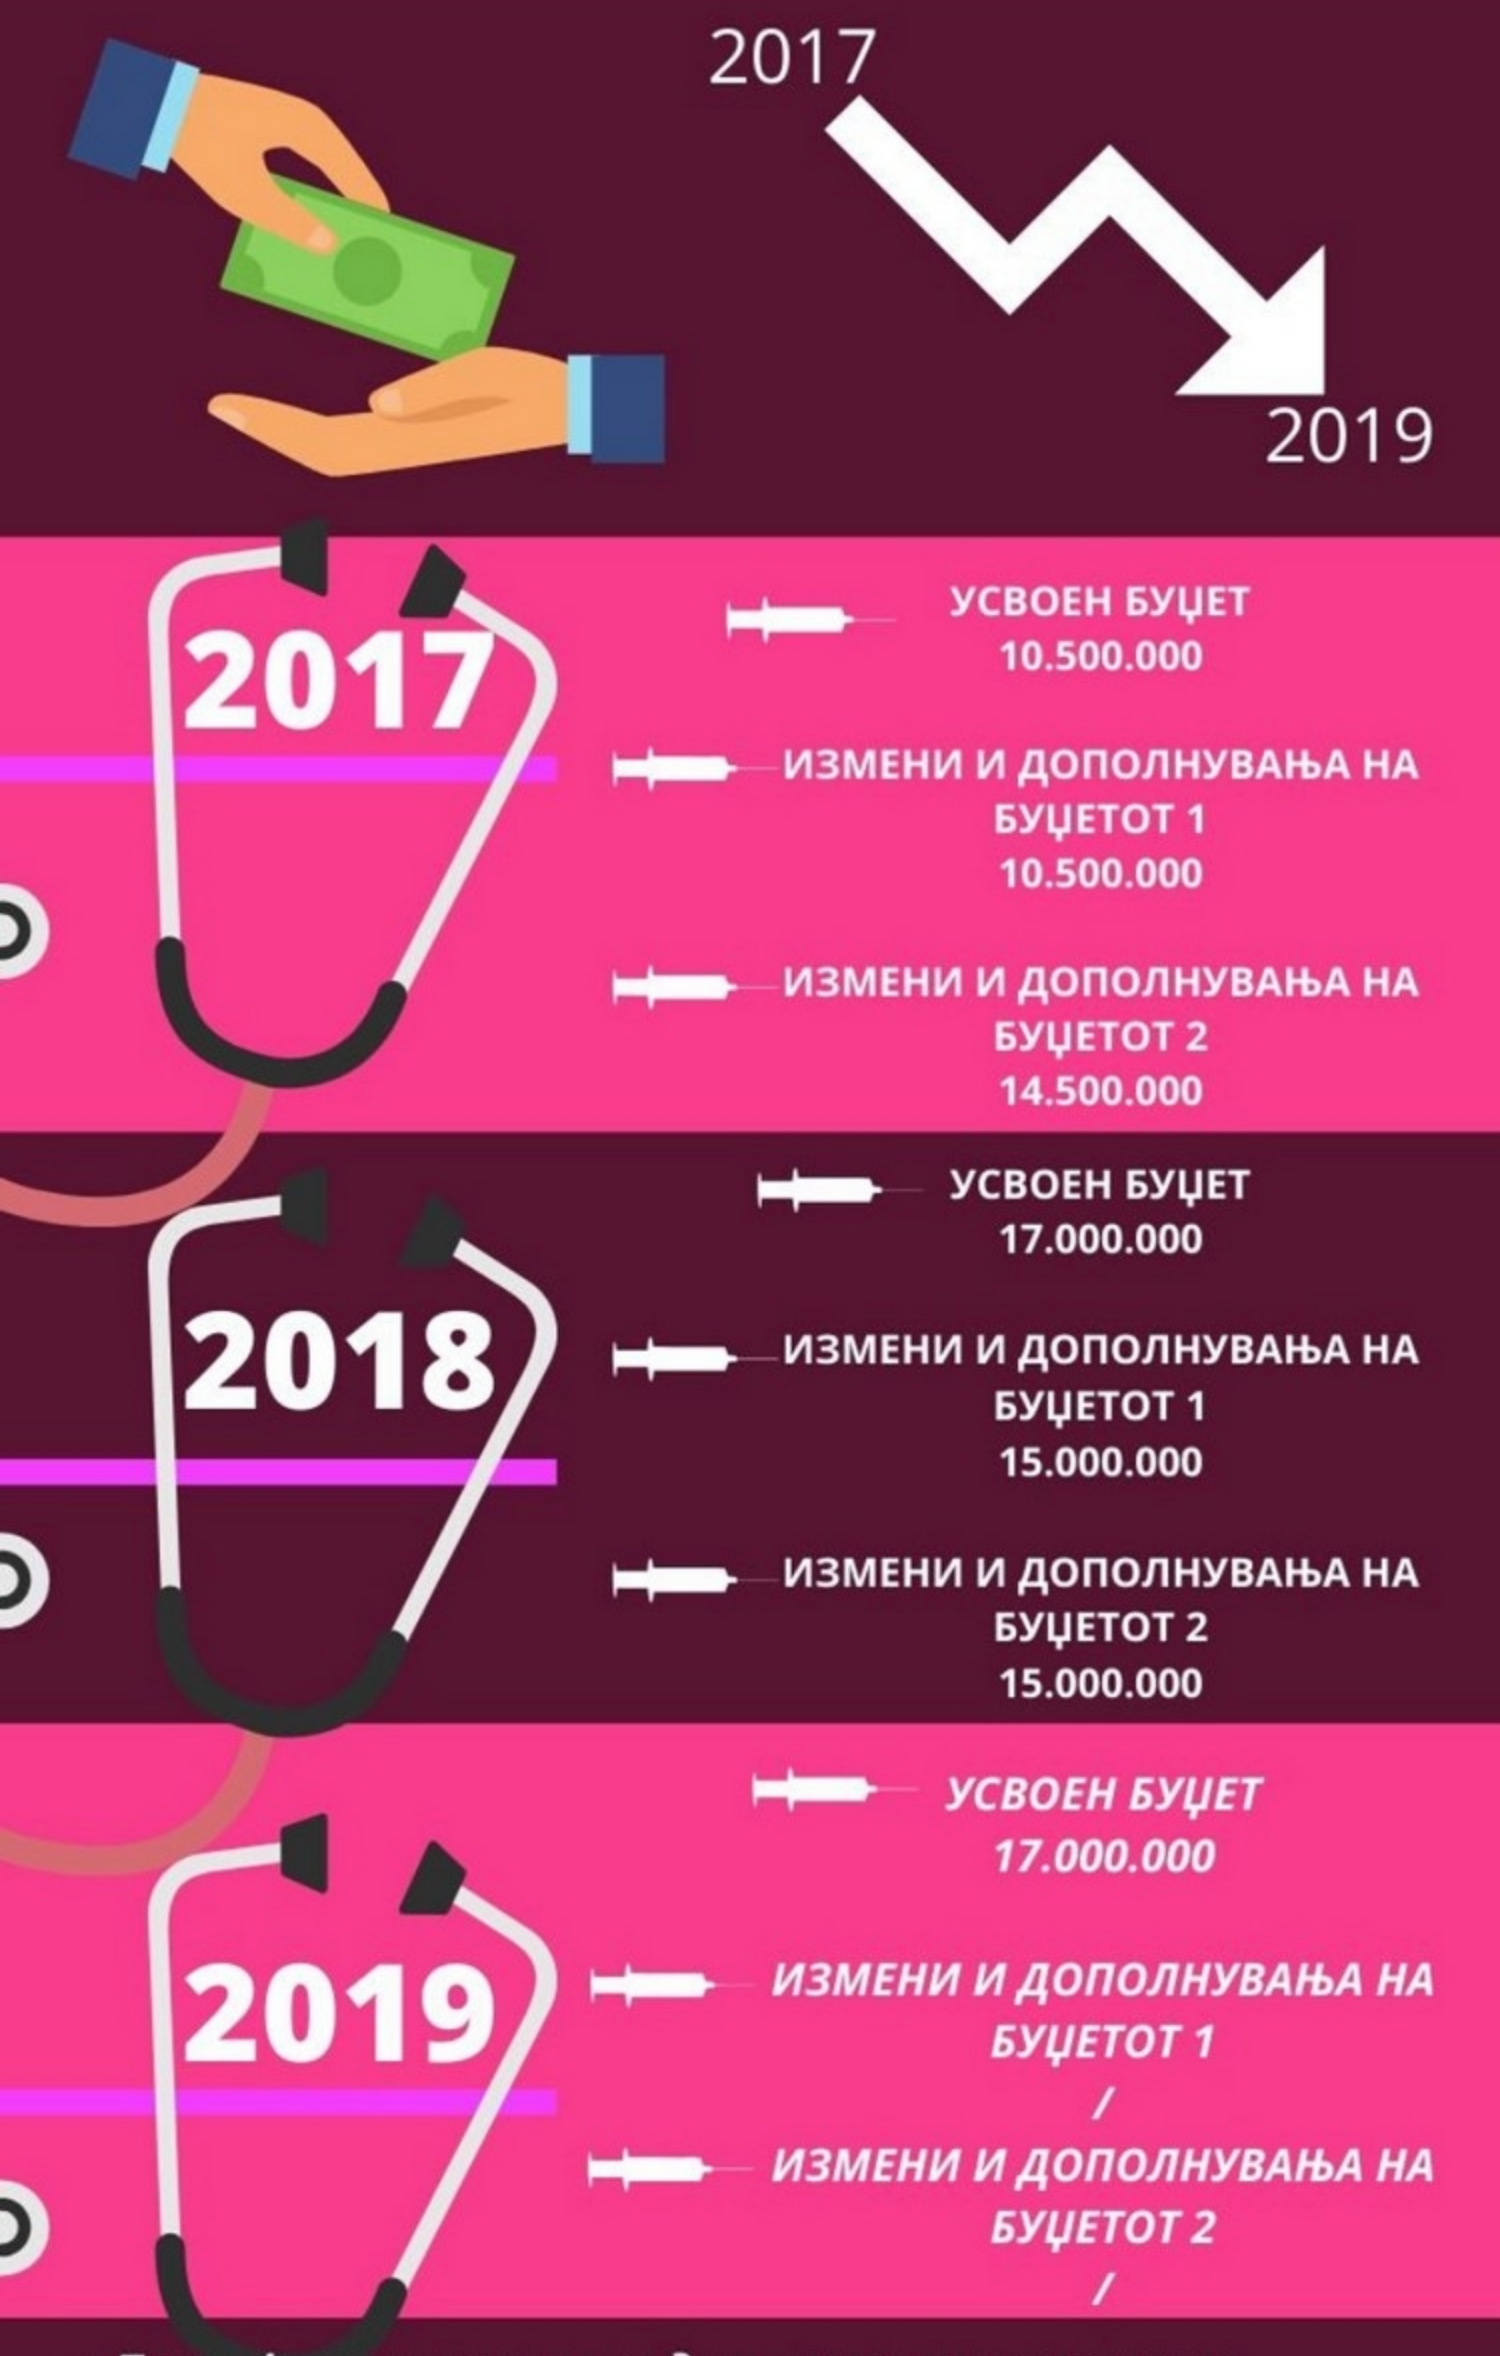 2017
2019
2017
УСВОЕН БУЏЕТ
10.500.000
ИЗМЕНИ И ДОПОЛНУВАЊА НА
БУЏЕТОТ 1
10.500.000
ИЗМЕНИ И ДОПОЛНУВАЊА НА
БУЏЕТОТ 2
14.500.000
2018
УСВОЕН БУЏЕТ
17.000.000
ИЗМЕНИ И ДОПОЛНУВАЊА НА
БУЏЕТОТ 1
15.000.000
ИЗМЕНИ И ДОПОЛНУВАЊА НА
БУЏЕТОТ 2
15.000.000
2019
УСВОЕН БУЏЕТ
17.000.000
ИЗМЕНИ И ДОПОЛНУВАЊА НА
БУЏЕТОТ 1
/
ИЗМЕНИ И ДОПОЛНУВАЊА НА
БУЏЕТОТ 2
/